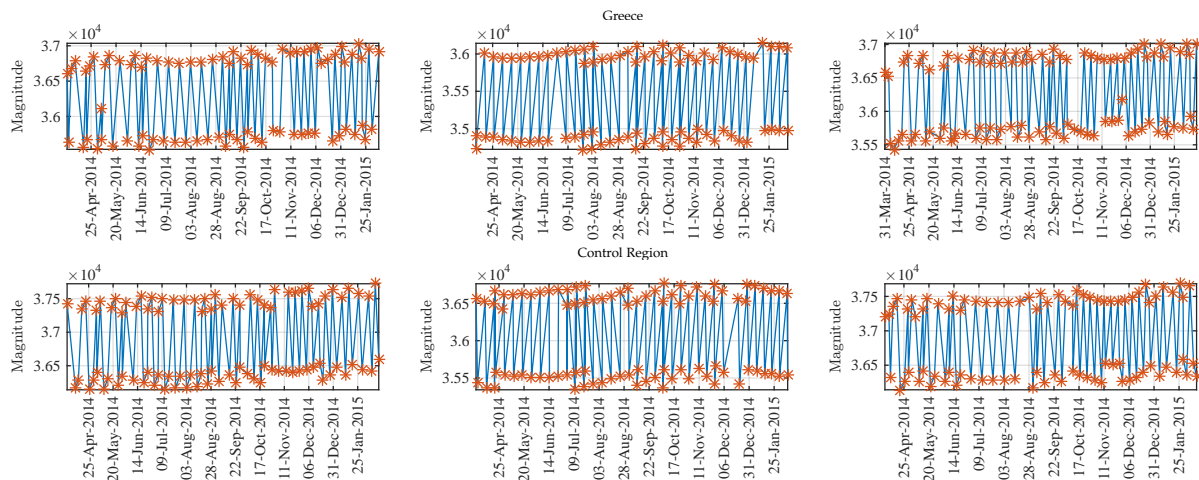 Greece
×10⁴
3.7
3.65
3.6
Magnitude
25-Apr-2014
20-May-2014
14-Jun-2014
09-Jul-2014
03-Aug-2014
28-Aug-2014
22-Sep-2014
17-Oct-2014
11-Nov-2014
06-Dec-2014
31-Dec-2014
25-Jan-2015
×10⁴
3.6
3.55
3.5
Magnitude
25-Apr-2014
20-May-2014
14-Jun-2014
09-Jul-2014
03-Aug-2014
28-Aug-2014
22-Sep-2014
17-Oct-2014
11-Nov-2014
06-Dec-2014
31-Dec-2014
25-Jan-2015
×10⁴
3.7
3.65
3.6
3.55
Magnitude
31-Mar-2014
25-Apr-2014
20-May-2014
14-Jun-2014
09-Jul-2014
03-Aug-2014
28-Aug-2014
22-Sep-2014
17-Oct-2014
11-Nov-2014
06-Dec-2014
31-Dec-2014
25-Jan-2015
Control Region
×10⁴
3.75
3.7
3.65
Magnitude
25-Apr-2014
20-May-2014
14-Jun-2014
09-Jul-2014
03-Aug-2014
28-Aug-2014
22-Sep-2014
17-Oct-2014
11-Nov-2014
06-Dec-2014
31-Dec-2014
25-Jan-2015
×10⁴
3.65
3.6
3.55
Magnitude
25-Apr-2014
20-May-2014
14-Jun-2014
09-Jul-2014
03-Aug-2014
28-Aug-2014
22-Sep-2014
17-Oct-2014
11-Nov-2014
06-Dec-2014
31-Dec-2014
25-Jan-2015
×10⁴
3.75
3.7
3.65
Magnitude
25-Apr-2014
20-May-2014
14-Jun-2014
09-Jul-2014
03-Aug-2014
28-Aug-2014
22-Sep-2014
17-Oct-2014
11-Nov-2014
06-Dec-2014
31-Dec-2014
25-Jan-2015